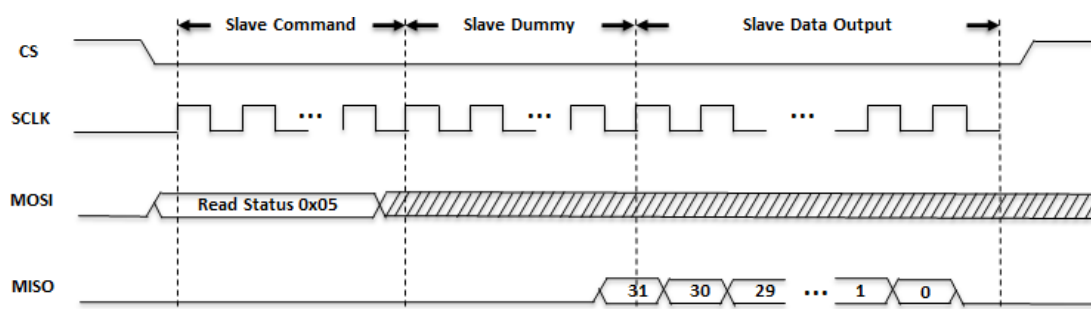 Slave Command Slave Dummy Slave Data Output
CS
SCLK ... ... ...
MOSI Read Status 0x05
MISO 31 30 29 ... 1 0